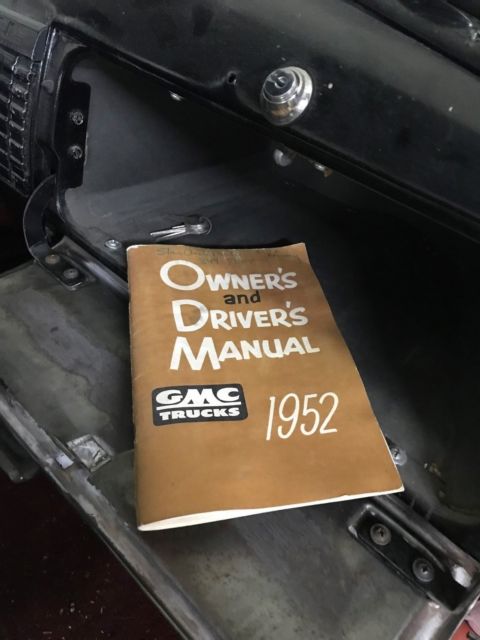 OWNER'S
and
DRIVER'S
MANUAL
GMC
TRUCKS
1952